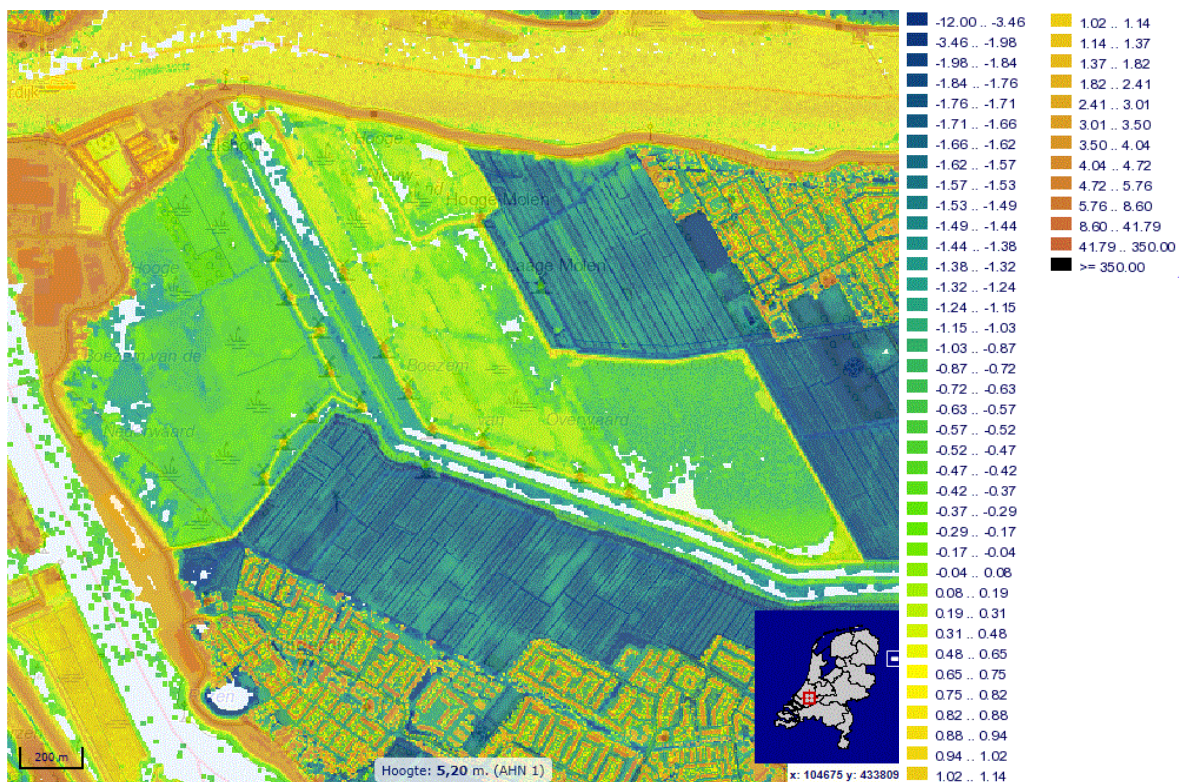 Hooge Molen
Laage Molen
Hooge
Boezem van de
Nederwaard
Boezem
van
verwaard
200 m
Hoogte: 5,20 m. (AHN 1)
x: 104675 y: 433809
-12.00 .. -3.46
-3.46 .. -1.98
-1.98 .. -1.84
-1.84 .. -1.76
-1.76 .. -1.71
-1.71 .. -1.66
-1.66 .. -1.62
-1.62 .. -1.57
-1.57 .. -1.53
-1.53 .. -1.49
-1.49 .. -1.44
-1.44 .. -1.38
-1.38 .. -1.32
-1.32 .. -1.24
-1.24 .. -1.15
-1.15 .. -1.03
-1.03 .. -0.87
-0.87 .. -0.72
-0.72 .. -0.63
-0.63 .. -0.57
-0.57 .. -0.52
-0.52 .. -0.47
-0.47 .. -0.42
-0.42 .. -0.37
-0.37 .. -0.29
-0.29 .. -0.17
-0.17 .. -0.04
-0.04 .. 0.08
0.08 .. 0.19
0.19 .. 0.31
0.31 .. 0.48
0.48 .. 0.65
0.65 .. 0.75
0.75 .. 0.82
0.82 .. 0.88
0.88 .. 0.94
0.94 .. 1.02
1.02 .. 1.14
1.02 .. 1.14
1.14 .. 1.37
1.37 .. 1.82
1.82 .. 2.41
2.41 .. 3.01
3.01 .. 3.50
3.50 .. 4.04
4.04 .. 4.72
4.72 .. 5.76
5.76 .. 8.60
8.60 .. 41.79
41.79 .. 350.00
>= 350.00